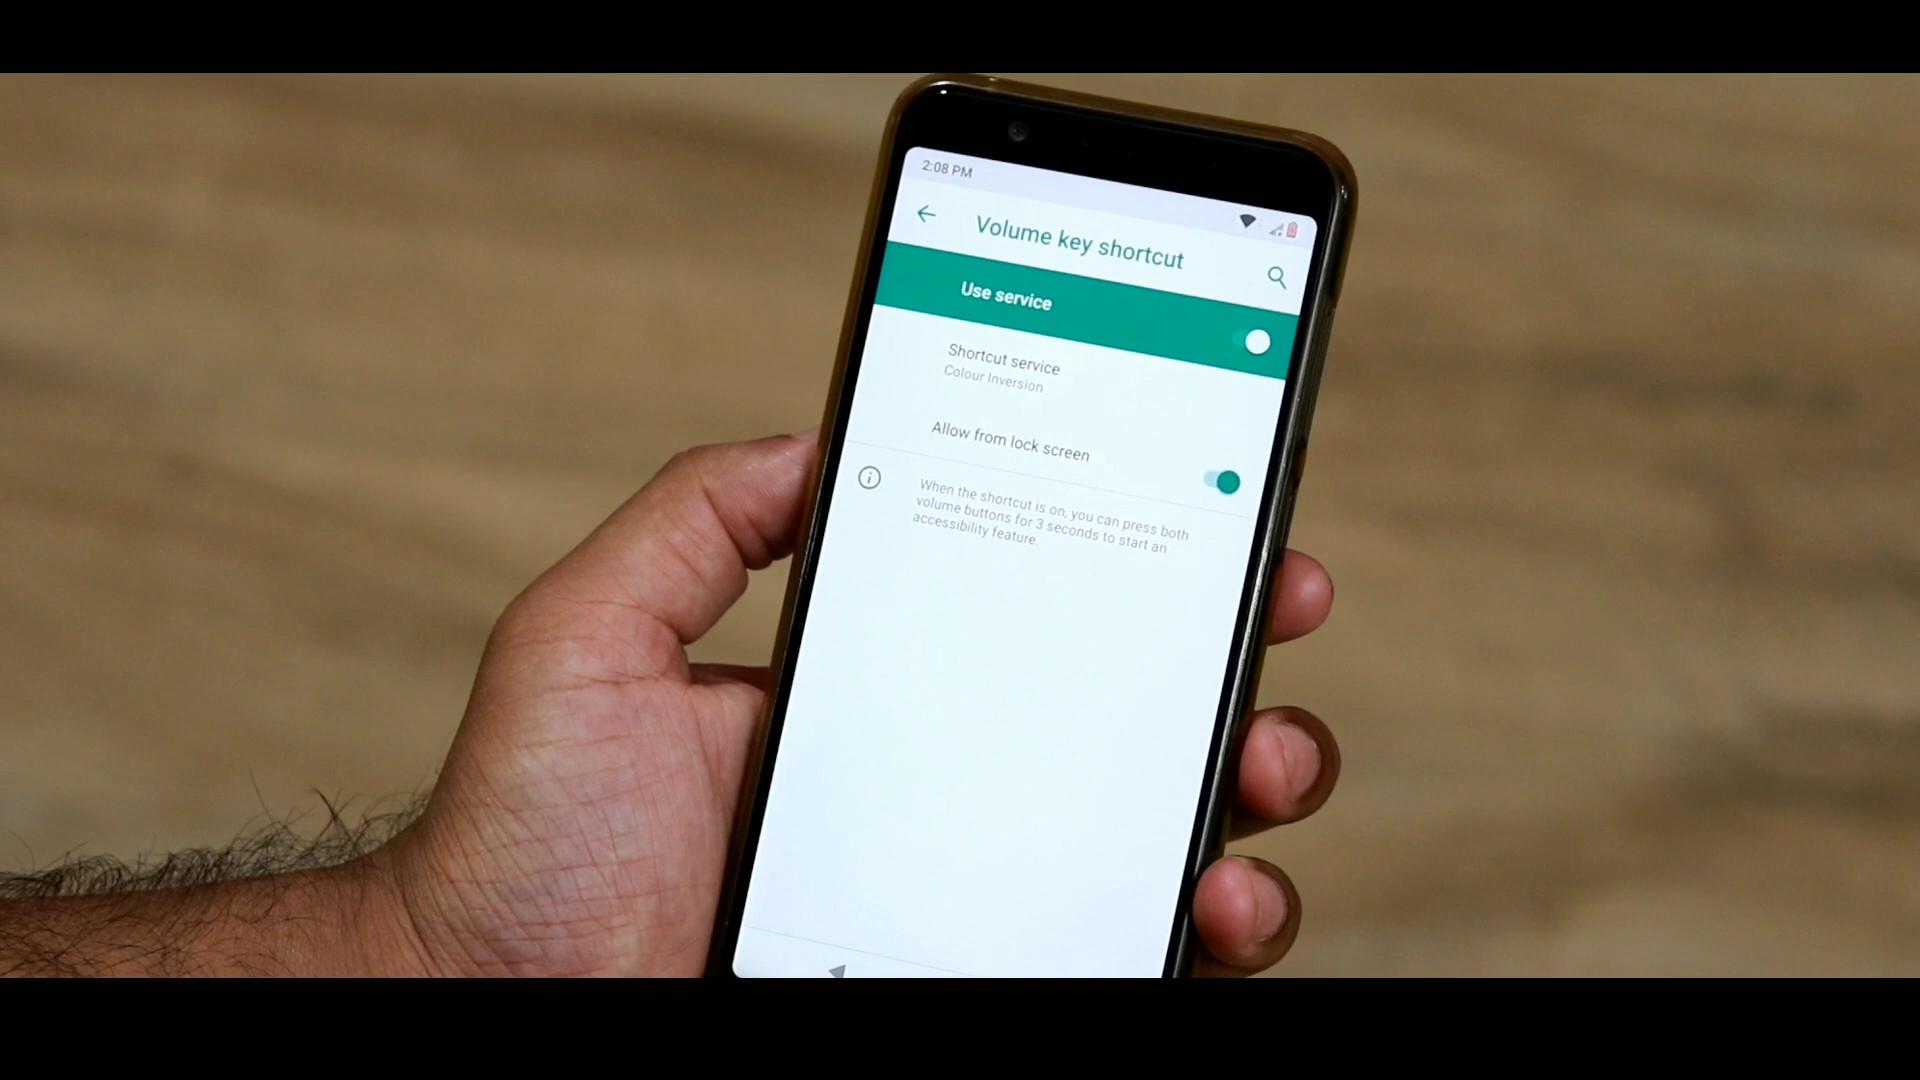 2:08 PM
Volume key shortcut
Use service
Shortcut service
Colour Inversion
Allow from lock screen
When the shortcut is on, you can press both
volume buttons for 3 seconds to start an
accessibility feature.